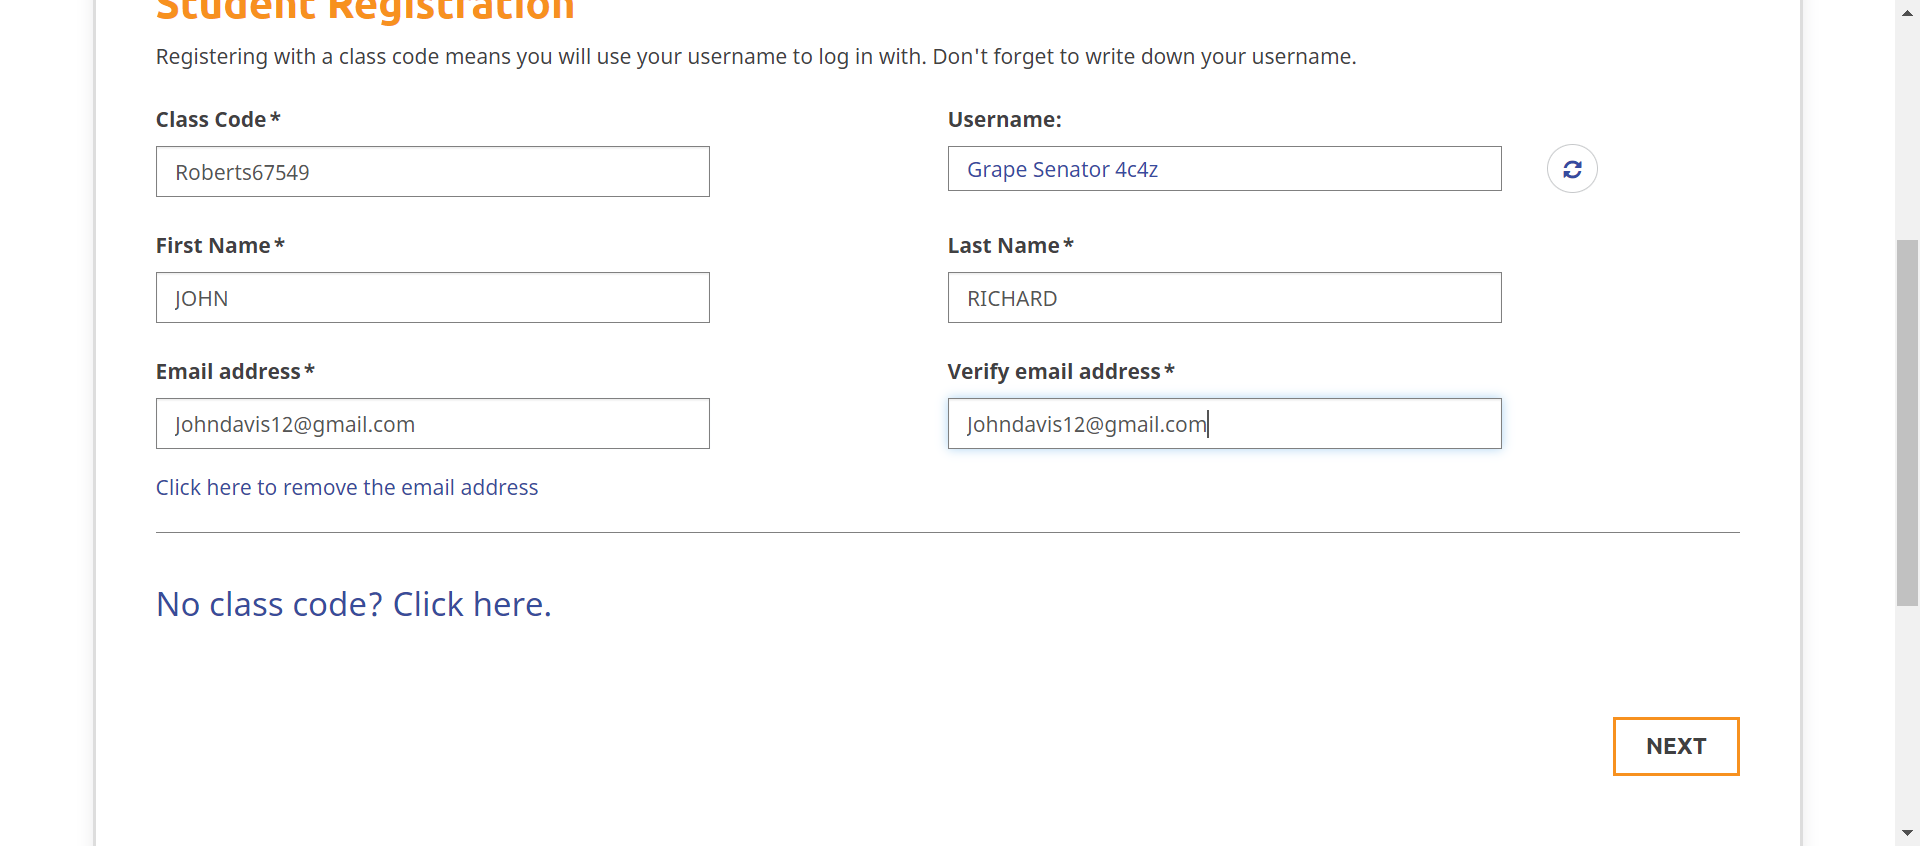 Student Registration
Registering with a class code means you will use your username to log in with. Don't forget to write down your username.
Class Code*
Username:
Roberts67549
Grape Senator 4c4z
First Name*
Last Name*
JOHN
RICHARD
Email address*
Verify email address*
Johndavis12@gmail.com
Johndavis12@gmail.com
Click here to remove the email address
No class code? Click here.
NEXT